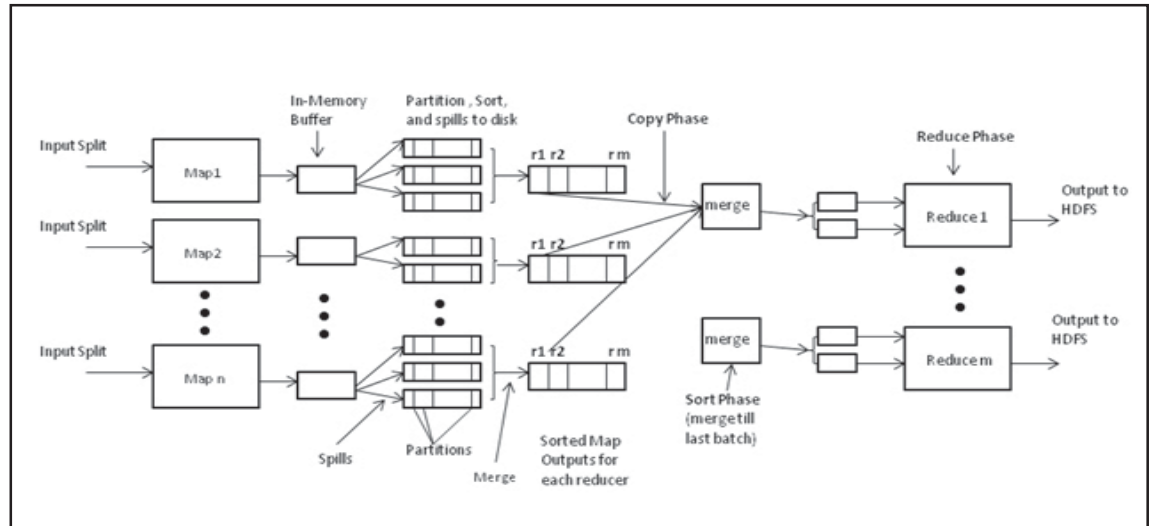 In-Memory
Buffer
Partition , Sort,
and spills to disk
Copy Phase
Reduce Phase
Input Split
Map1
r1 r2 r m
merge
Reduce 1
Output to
HDFS
Input Split
Map2
r1 r2 r m
Input Split
Map n
r1 r2 r m
merge
Reduce m
Output to
HDFS
Sort Phase
(merge till
last batch)
Spills
Partitions
Merge
Sorted Map
Outputs for
each reducer